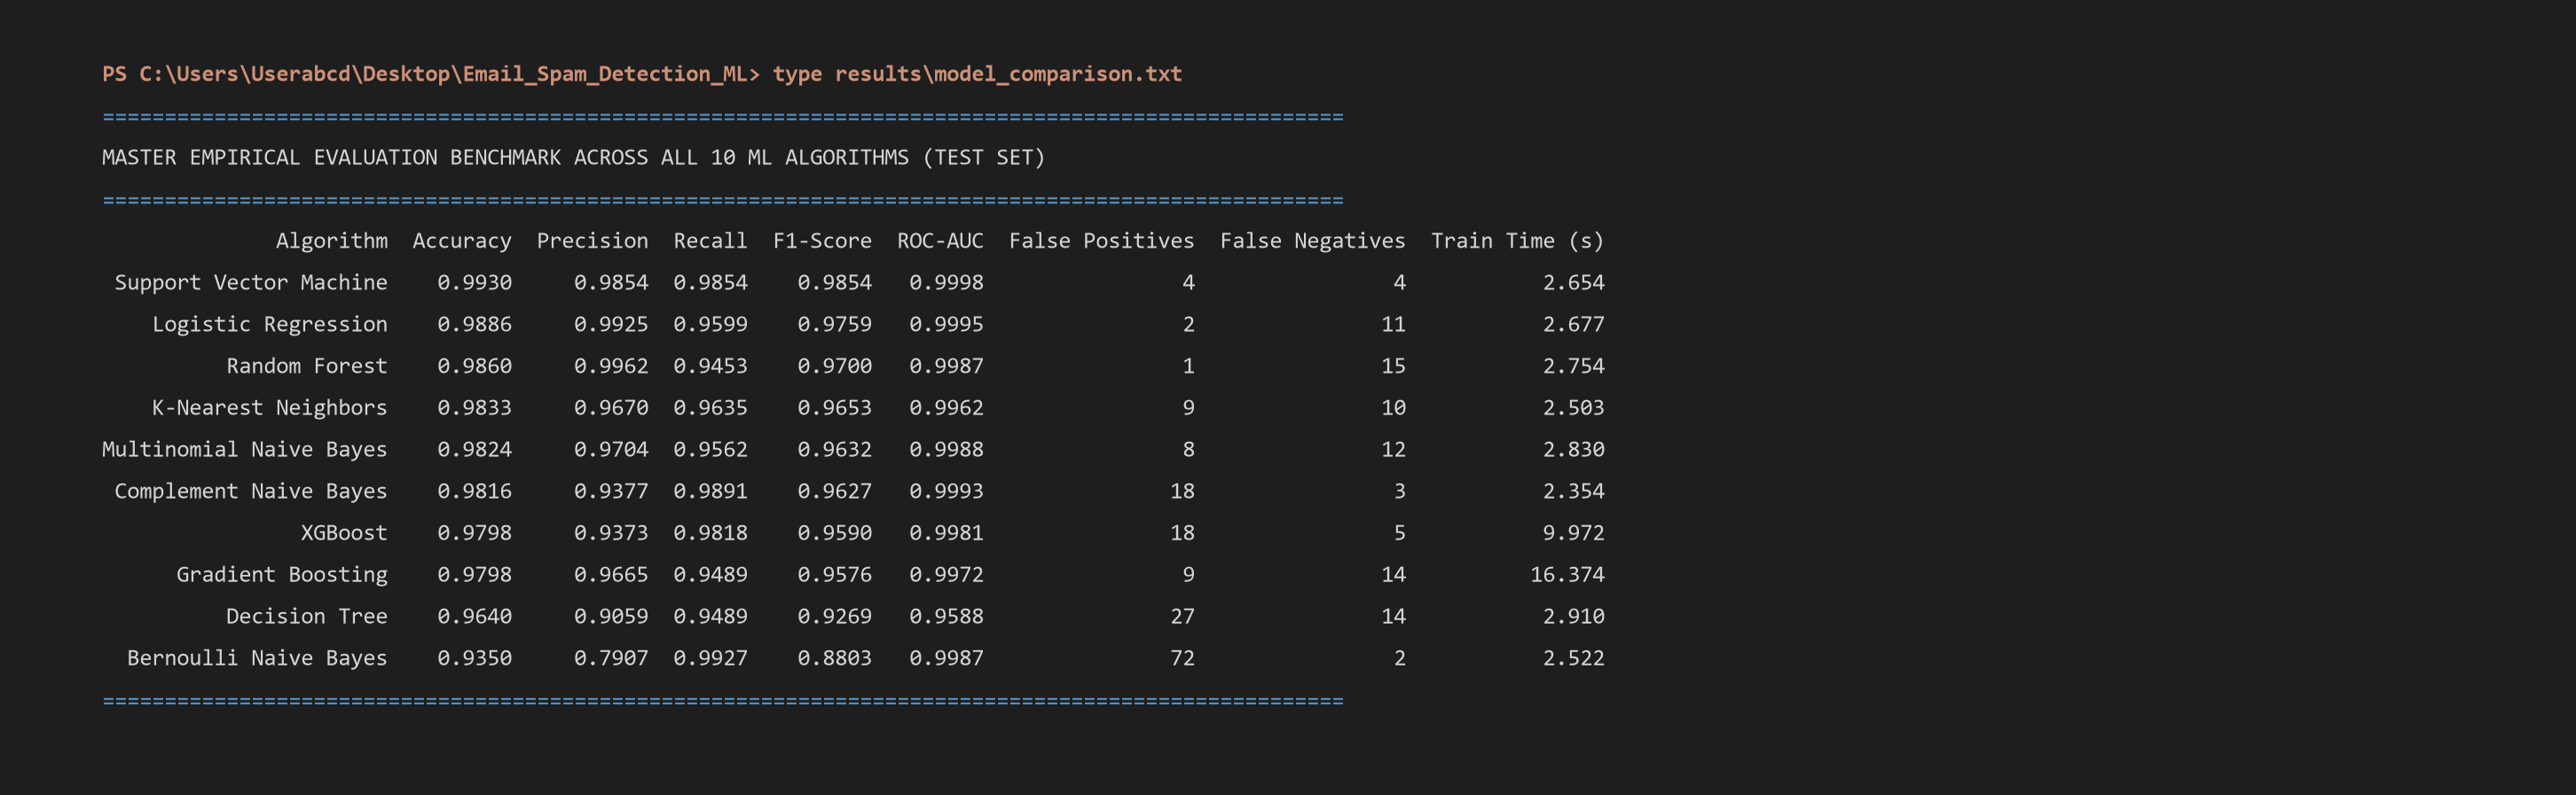 PS C:\Users\Userabcd\Desktop\Email_Spam_Detection_ML> type results\model_comparison.txt
====================================================================================================
MASTER EMPIRICAL EVALUATION BENCHMARK ACROSS ALL 10 ML ALGORITHMS (TEST SET)
====================================================================================================
              Algorithm  Accuracy  Precision  Recall  F1-Score  ROC-AUC  False Positives  False Negatives  Train Time (s)
 Support Vector Machine    0.9930     0.9854  0.9854    0.9854   0.9998                4                4           2.654
    Logistic Regression    0.9886     0.9925  0.9599    0.9759   0.9995                2               11           2.677
          Random Forest    0.9860     0.9962  0.9453    0.9700   0.9987                1               15           2.754
    K-Nearest Neighbors    0.9833     0.9670  0.9635    0.9653   0.9962                9               10           2.503
Multinomial Naive Bayes    0.9824     0.9704  0.9562    0.9632   0.9988                8               12           2.830
 Complement Naive Bayes    0.9816     0.9377  0.9891    0.9627   0.9993               18                3           2.354
                XGBoost    0.9798     0.9373  0.9818    0.9590   0.9981               18                5           9.972
      Gradient Boosting    0.9798     0.9665  0.9489    0.9576   0.9972                9               14          16.374
          Decision Tree    0.9640     0.9059  0.9489    0.9269   0.9588               27               14           2.910
  Bernoulli Naive Bayes    0.9350     0.7907  0.9927    0.8803   0.9987               72                2           2.522
====================================================================================================